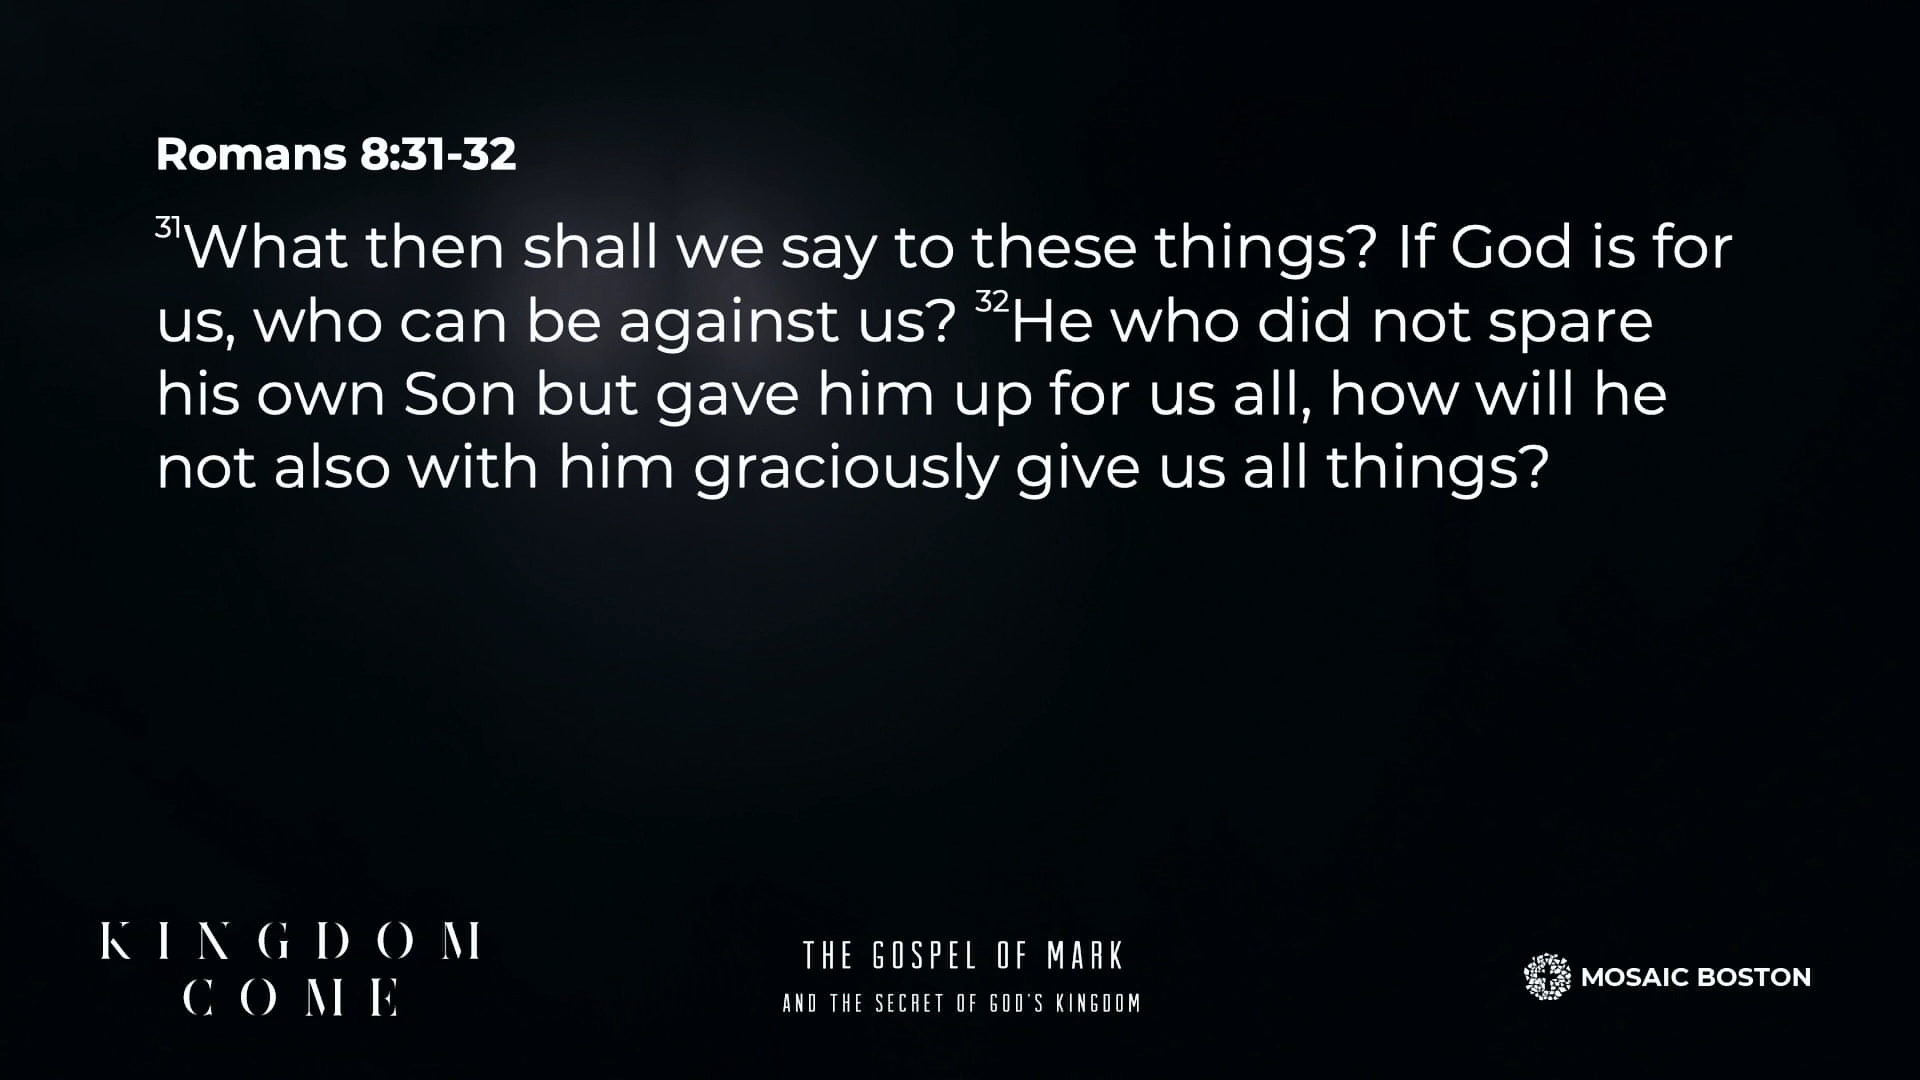 Romans 8:31-32
31What then shall we say to these things? If God is for
us, who can be against us? 32He who did not spare
his own Son but gave him up for us all, how will he
not also with him graciously give us all things?
KINGDOM
COME
THE GOSPEL OF MARK
AND THE SECRET OF GOD'S KINGDOM
MOSAIC BOSTON